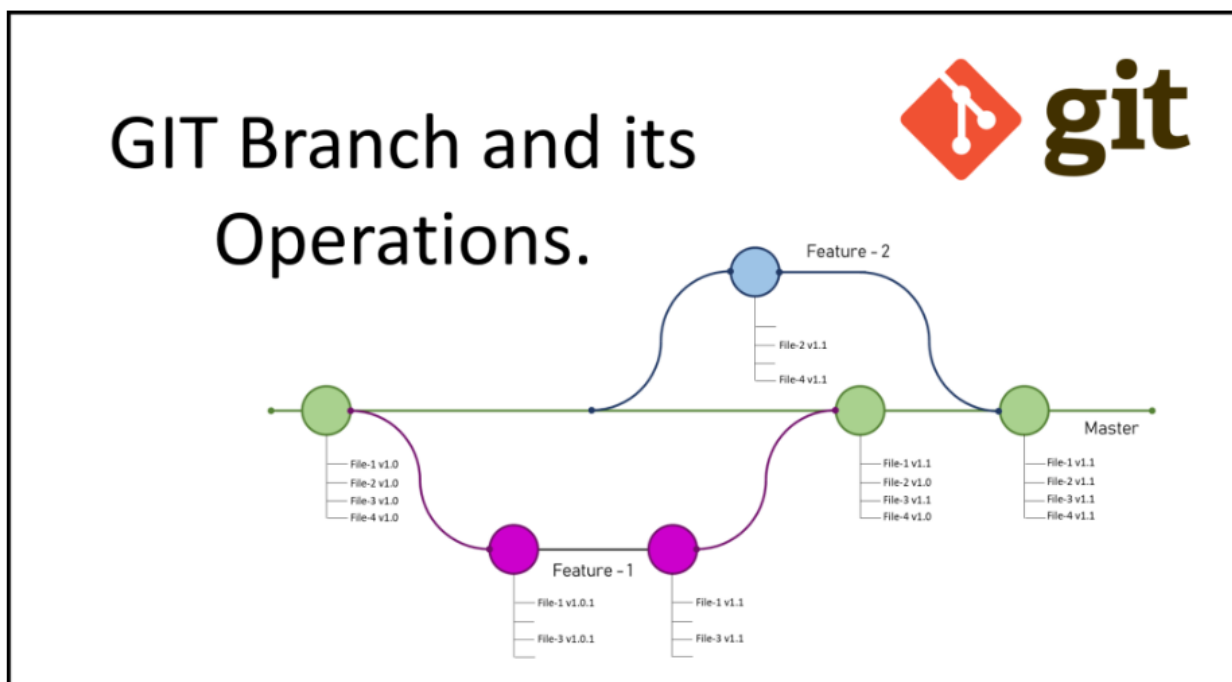 GIT Branch and its
Operations.
git
Feature - 2
File-2 v1.1
File-4 v1.1
Master
File-1 v1.0
File-2 v1.0
File-3 v1.0
File-4 v1.0
File-1 v1.1
File-2 v1.0
File-3 v1.1
File-4 v1.0
File-1 v1.1
File-2 v1.1
File-3 v1.1
File-4 v1.1
Feature - 1
File-1 v1.0.1
File-3 v1.0.1
File-1 v1.1
File-3 v1.1